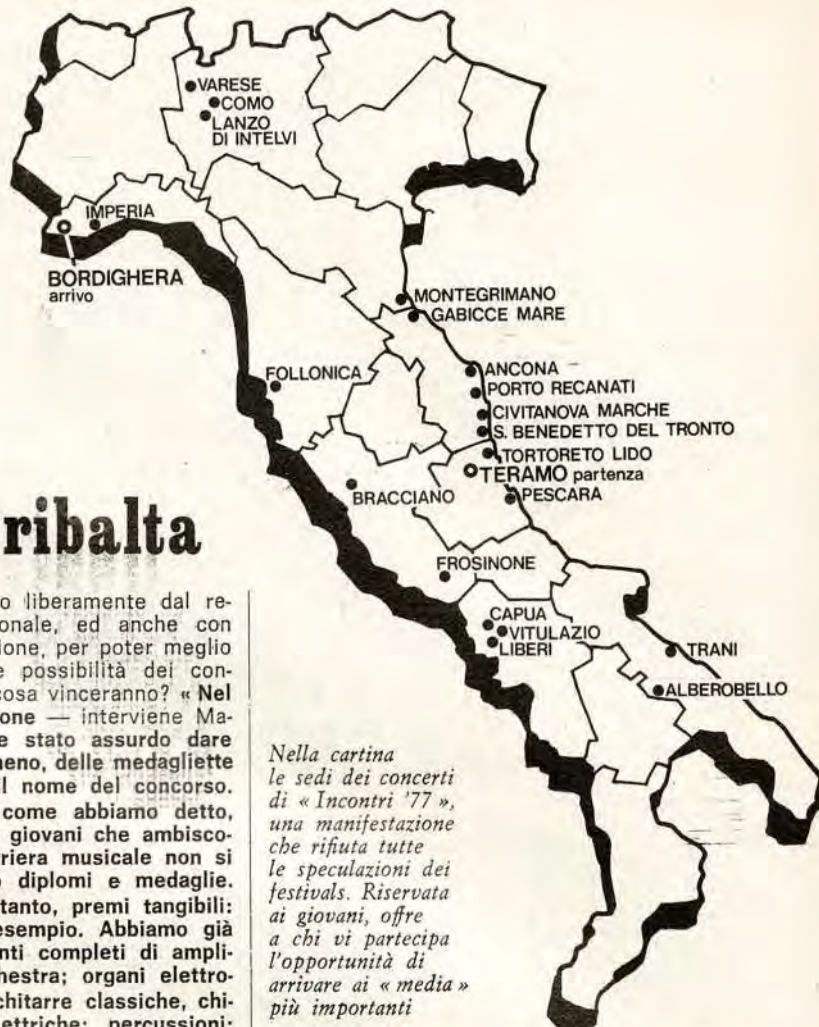 VARESE
COMO
LANZO
DI INTELVI
IMPERIA
BORDIGHERA
arrivo
MONTEGRIMANO
GABICCE MARE
FOLLONICA
ANCONA
PORTO RECANATI
CIVITANOVA MARCHE
S. BENEDETTO DEL TRONTO
TORTORETO LIDO
TERAMO partenza
BRACCIANO
PESCARA
FROSINONE
CAPUA
VITULAZIO
LIBERI
TRANI
ALBEROBELLO
ribalta
o liberamente dal re-
onale, ed anche con
ione, per poter meglio
e possibilità dei con-
cosa vinceranno? « Nel
one — interviene Ma-
e stato assurdo dare
neno, delle medagliette
il nome del concorso.
come abbiamo detto,
giovani che ambisco-
rriera musicale non si
o diplomi e medaglie.
tanto, premi tangibili:
esempio. Abbiamo già
nti completi di ampli-
hestra; organi elettro-
chitarre classiche, chi-
ettriche; percussioni;
Nella cartina
le sedi dei concerti
di « Incontri '77 »,
una manifestazione
che rifiuta tutte
le speculazioni dei
festivals. Riservata
ai giovani, offre
a chi vi partecipa
l'opportunità di
arrivare ai « media »
più importanti